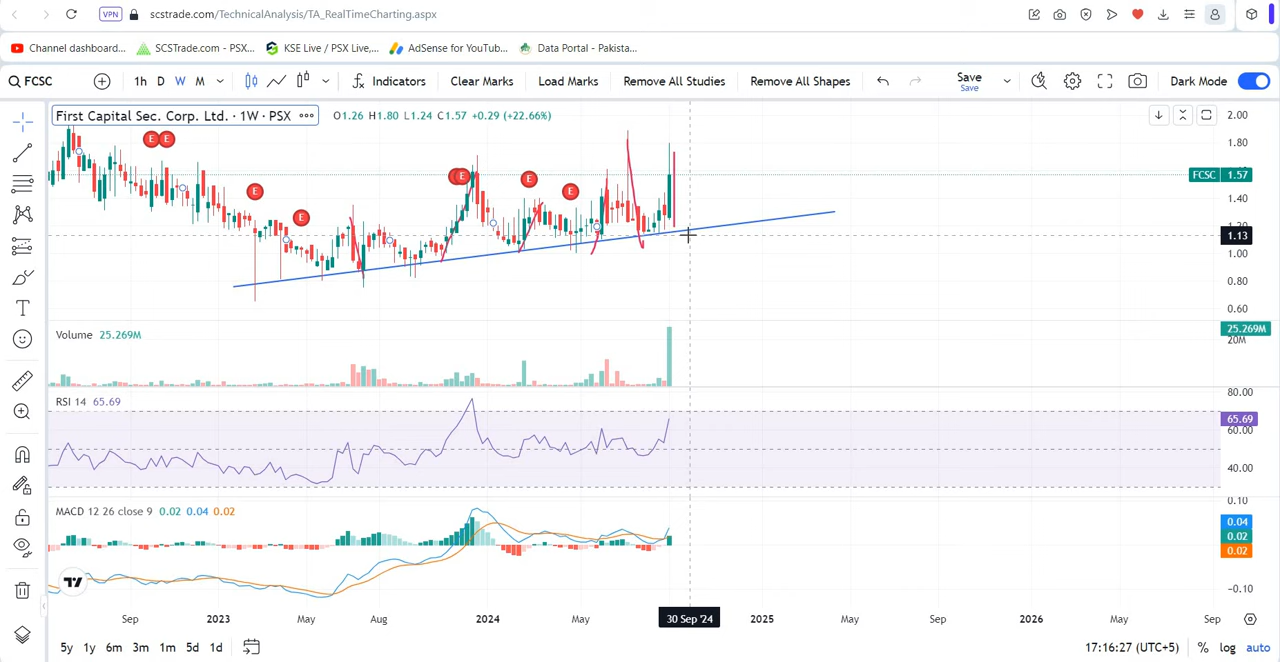 VPN scstrade.com/TechnicalAnalysis/TA_RealTimeCharting.aspx
Channel dashboard... SCSTrade.com - PSX... KSE Live / PSX Live,... AdSense for YouTub... Data Portal - Pakista...
FCSC 1h D W M Indicators Clear Marks Load Marks Remove All Studies Remove All Shapes Save Dark Mode
Save
First Capital Sec. Corp. Ltd. · 1W · PSX O1.26 H1.80 L1.24 C1.57 +0.29 (+22.66%) 2.00
E E 1.80
E E FCSC 1.57
E E 1.40
E
1.13
1.00
0.80
0.60
Volume 25.269M 25.269M
20M
80.00
RSI 14 65.69
65.69
60.00
40.00
0.10
MACD 12 26 close 9 0.02 0.04 0.02
0.04
0.02
0.02
−0.10
Sep 2023 May Aug 2024 May 30 Sep '24 2025 May Sep 2026 May Sep
5y 1y 6m 3m 1m 5d 1d 17:16:27 (UTC+5) % log auto